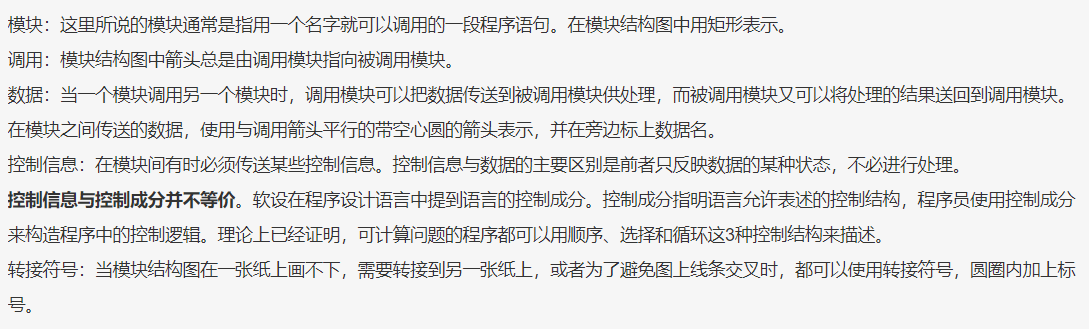 模块：这里所说的模块通常是指用一个名字就可以调用的一段程序语句。在模块结构图中用矩形表示。
调用：模块结构图中箭头总是由调用模块指向被调用模块。
数据：当一个模块调用另一个模块时，调用模块可以把数据传送到被调用模块供处理，而被调用模块又可以将处理的结果送回到调用模块。
在模块之间传送的数据，使用与调用箭头平行的带空心圆的箭头表示，并在旁边标上数据名。
控制信息：在模块间有时必须传送某些控制信息。控制信息与数据的主要区别是前者只反映数据的某种状态，不必进行处理。
控制信息与控制成分并不等价。软设在程序设计语言中提到语言的控制成分。控制成分指明语言允许表述的控制结构，程序员使用控制成分
来构造程序中的控制逻辑。理论上已经证明，可计算问题的程序都可以用顺序、选择和循环这3种控制结构来描述。
转接符号：当模块结构图在一张纸上画不下，需要转接到另一张纸上，或者为了避免图上线条交叉时，都可以使用转接符号，圆圈内加上标
号。